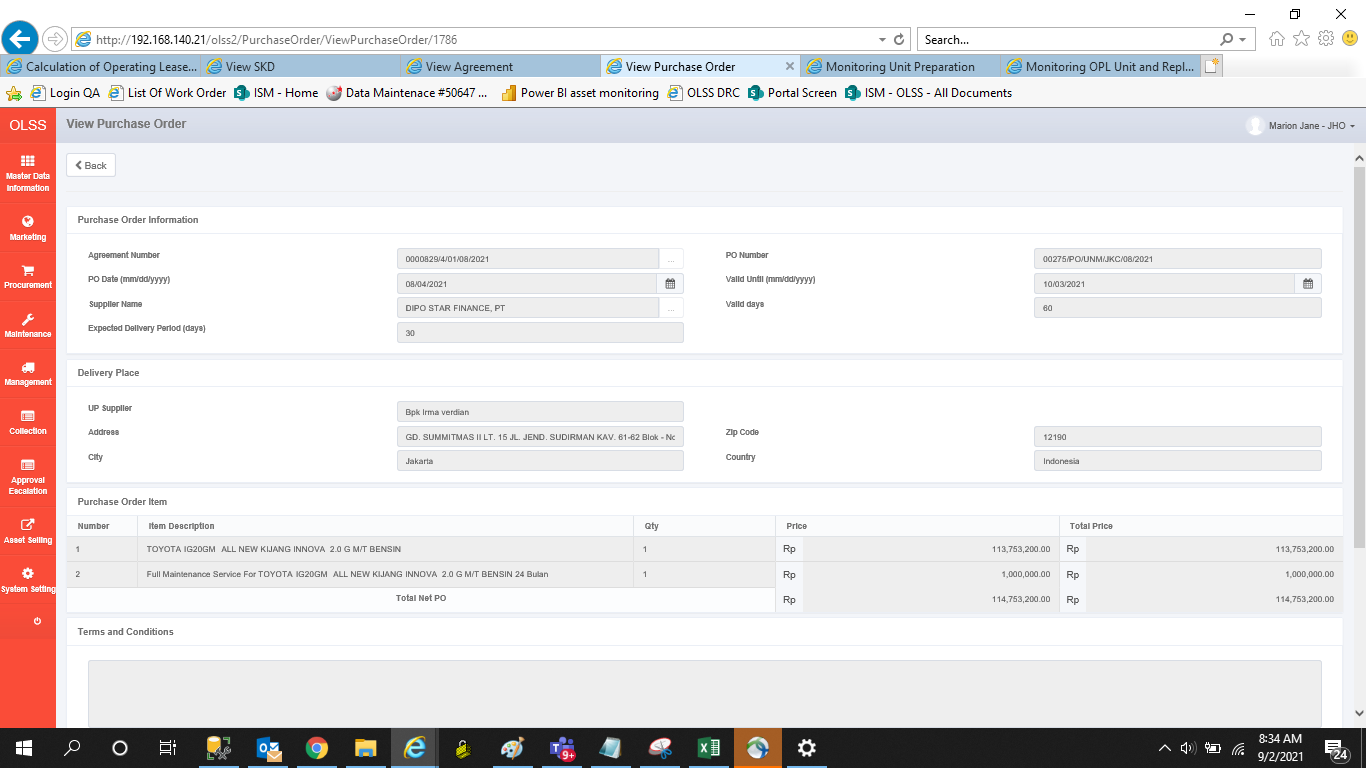 http://192.168.140.21/olss2/PurchaseOrder/ViewPurchaseOrder/1786
Search...
Calculation of Operating Lease...
View SKD
View Agreement
View Purchase Order
Monitoring Unit Preparation
Monitoring OPL Unit and Repl...
Login QA
List Of Work Order
ISM - Home
Data Maintenace #50647 ...
Power BI asset monitoring
OLSS DRC
Portal Screen
ISM - OLSS - All Documents
OLSS
View Purchase Order
Marion Jane - JHO
Master Data
Information
Marketing
Procurement
Maintenance
Management
Collection
Approval
Escalation
Asset Selling
System Setting
Back
Purchase Order Information
Agreement Number
0000829/4/01/08/2021
...
PO Number
00275/PO/UNM/JKC/08/2021
PO Date (mm/dd/yyyy)
08/04/2021
Valid Until (mm/dd/yyyy)
10/03/2021
Supplier Name
DIPO STAR FINANCE, PT
...
Valid days
60
Expected Delivery Period (days)
30
Delivery Place
UP Supplier
Bpk Irma verdian
Address
GD. SUMMITMAS II LT. 15 JL. JEND. SUDIRMAN KAV. 61-62 Blok - No
Zip Code
12190
City
Jakarta
Country
Indonesia
Purchase Order Item
Number Item Description Qty Price Total Price
1 TOYOTA IG20GM ALL NEW KIJANG INNOVA 2.0 G M/T BENSIN 1 Rp 113,753,200.00 Rp 113,753,200.00
2 Full Maintenance Service For TOYOTA IG20GM ALL NEW KIJANG INNOVA 2.0 G M/T BENSIN 24 Bulan 1 Rp 1,000,000.00 Rp 1,000,000.00
Total Net PO Rp 114,753,200.00 Rp 114,753,200.00
Terms and Conditions
9+
8:34 AM
9/2/2021
24